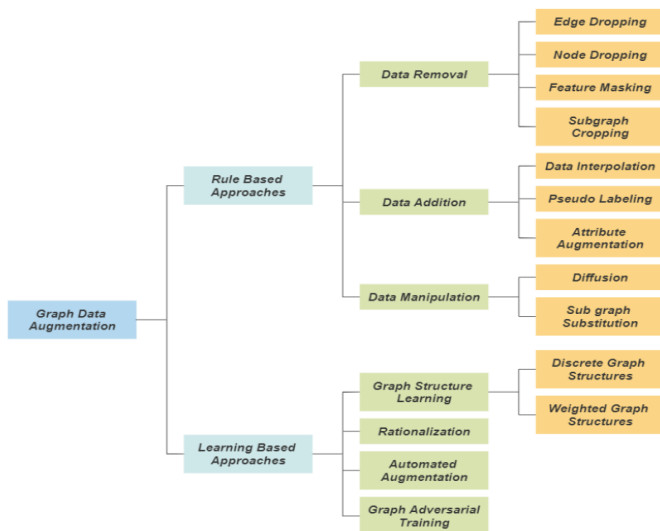 Graph Data
Augmentation
Rule Based
Approaches
Data Removal
Edge Dropping
Node Dropping
Feature Masking
Subgraph
Cropping
Data Addition
Data Interpolation
Pseudo Labeling
Attribute
Augmentation
Data Manipulation
Diffusion
Sub graph
Substitution
Learning Based
Approaches
Graph Structure
Learning
Discrete Graph
Structures
Weighted Graph
Structures
Rationalization
Automated
Augmentation
Graph Adversarial
Training